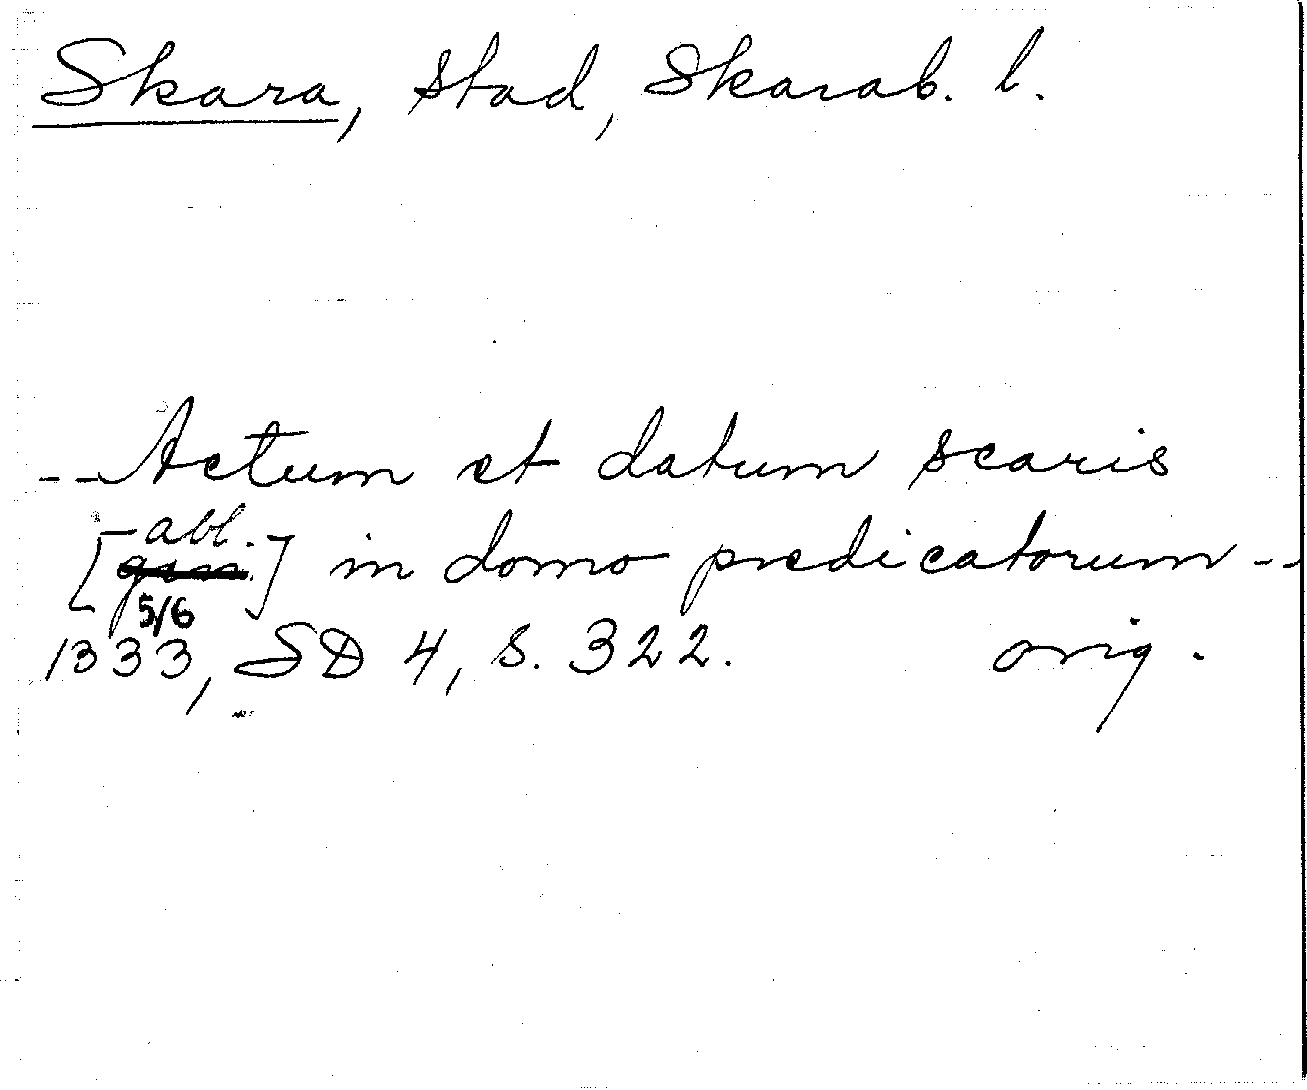 Skara, stad, Skarab. l.
--Actum et datum scaris
[abl.] in domo predicatorum--
5/6
1333, SD 4, s. 322. orig.